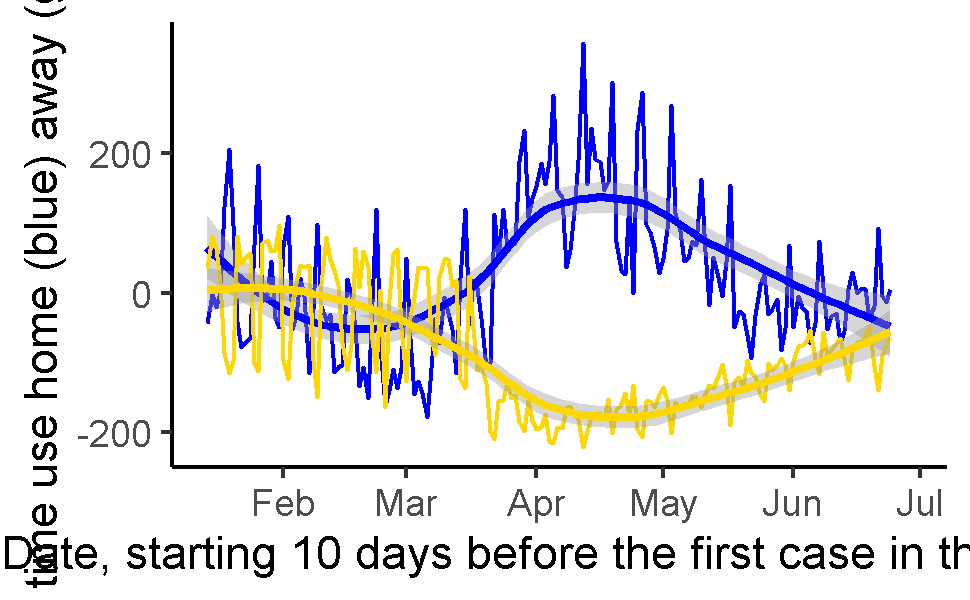 time use home (blue) away (
200
0
-200
Feb Mar Apr May Jun Jul
Date, starting 10 days before the first case in th